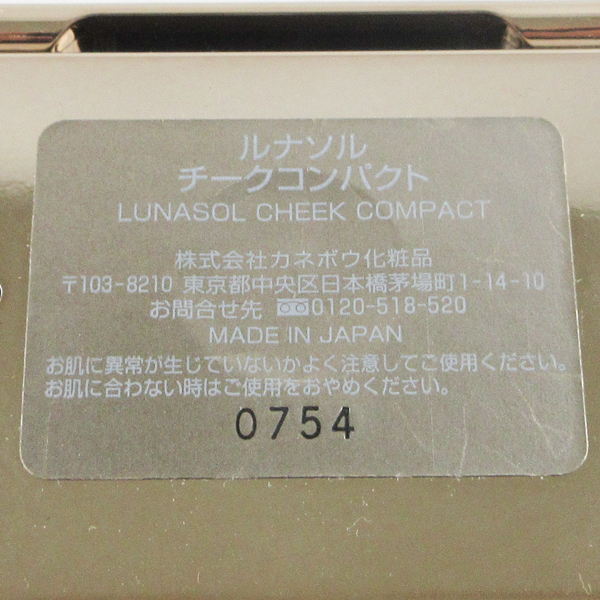 ルナソル
チークコンパクト
LUNASOL CHEEK COMPACT
株式会社カネボウ化粧品
〒103-8210 東京都中央区日本橋茅場町1-14-10
お問合せ先 0120-518-520
MADE IN JAPAN
お肌に異常が生じていないかよく注意してご使用ください。
お肌に合わない時はご使用をおやめください。
0754